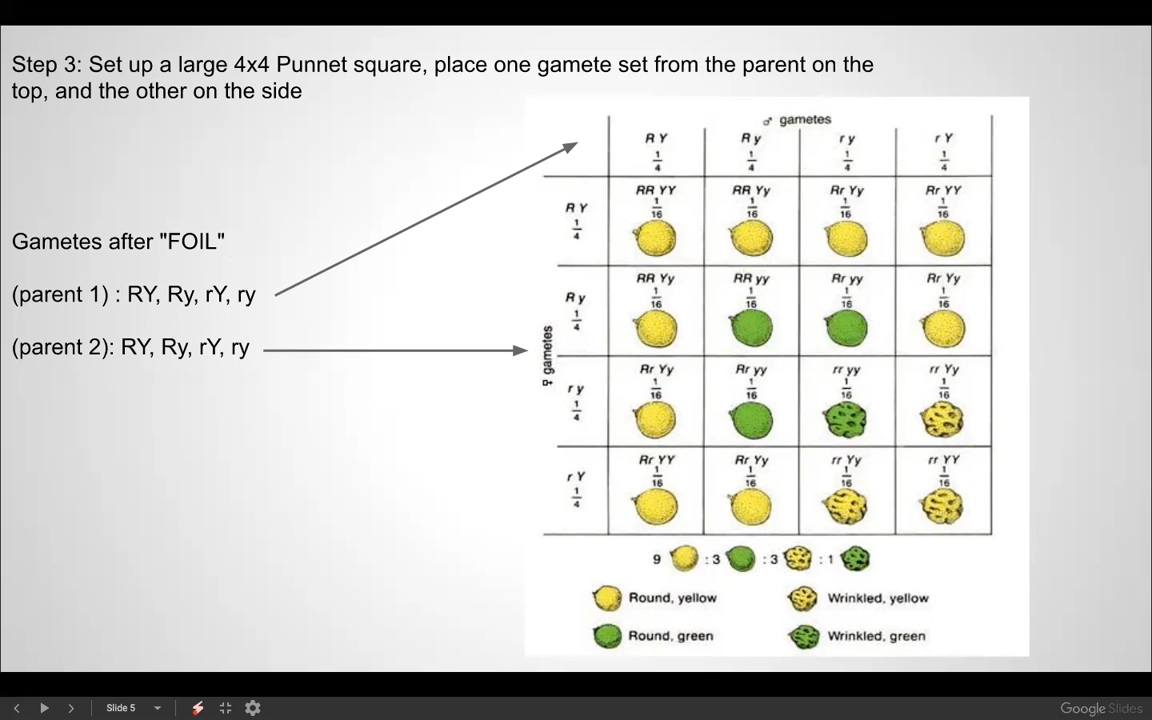 Step 3: Set up a large 4x4 Punnet square, place one gamete set from the parent on the
top, and the other on the side
Gametes after "FOIL"
(parent 1) : RY, Ry, rY, ry
(parent 2): RY, Ry, rY, ry
♂ gametes
R Y R y r y r Y
1/4 1/4 1/4 1/4
♀ gametes
R Y RR YY RR Yy Rr Yy Rr YY
1/4 1/16 1/16 1/16 1/16
R y RR Yy RR yy Rr yy Rr Yy
1/4 1/16 1/16 1/16 1/16
r y Rr Yy Rr yy rr yy rr Yy
1/4 1/16 1/16 1/16 1/16
r Y Rr YY Rr Yy rr Yy rr YY
1/4 1/16 1/16 1/16 1/16
9 : 3 : 3 : 1
Round, yellow Wrinkled, yellow
Round, green Wrinkled, green
Slide 5
Google Slides